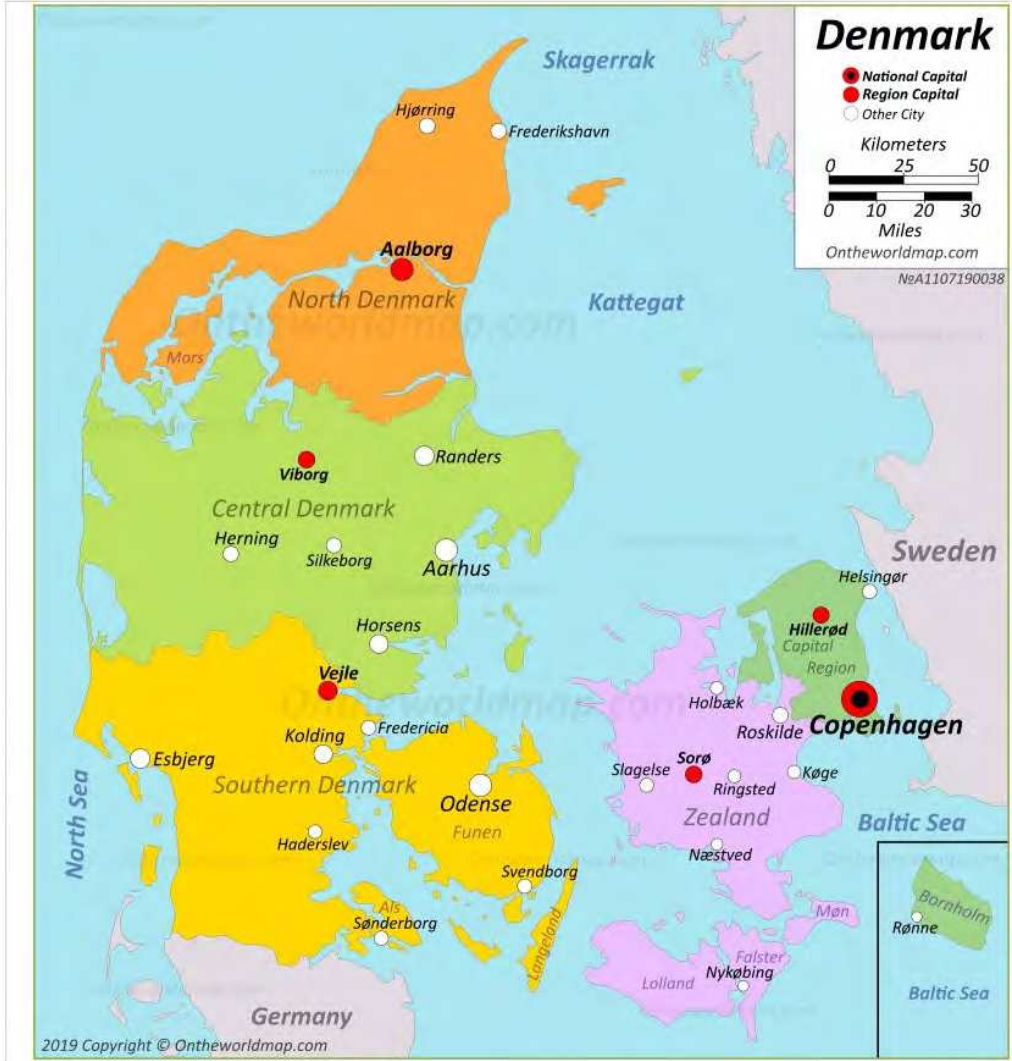 Denmark
National Capital
Region Capital
Other City
Kilometers
0 25 50
0 10 20 30
Miles
Ontheworldmap.com
№A1107190038
Skagerrak
Hjørring
Frederikshavn
Aalborg
North Denmark
Kattegat
Ontheworldmap.com
Mors
Randers
Viborg
Central Denmark
Herning
Silkeborg
Aarhus
Sweden
Helsingør
Horsens
Hillerød
Capital
Region
Vejle
Ontheworldmap.com
Holbæk
Fredericia
Roskilde
Copenhagen
Kolding
Esbjerg
Sorø
Slagelse
Ringsted
Køge
Southern Denmark
Odense
Funen
Zealand
North Sea
Baltic Sea
Haderslev
Næstved
Svendborg
Als
Sønderborg
Langeland
Møn
Bornholm
Rønne
Falster
Nykøbing
Lolland
Baltic Sea
Germany
2019 Copyright © Ontheworldmap.com